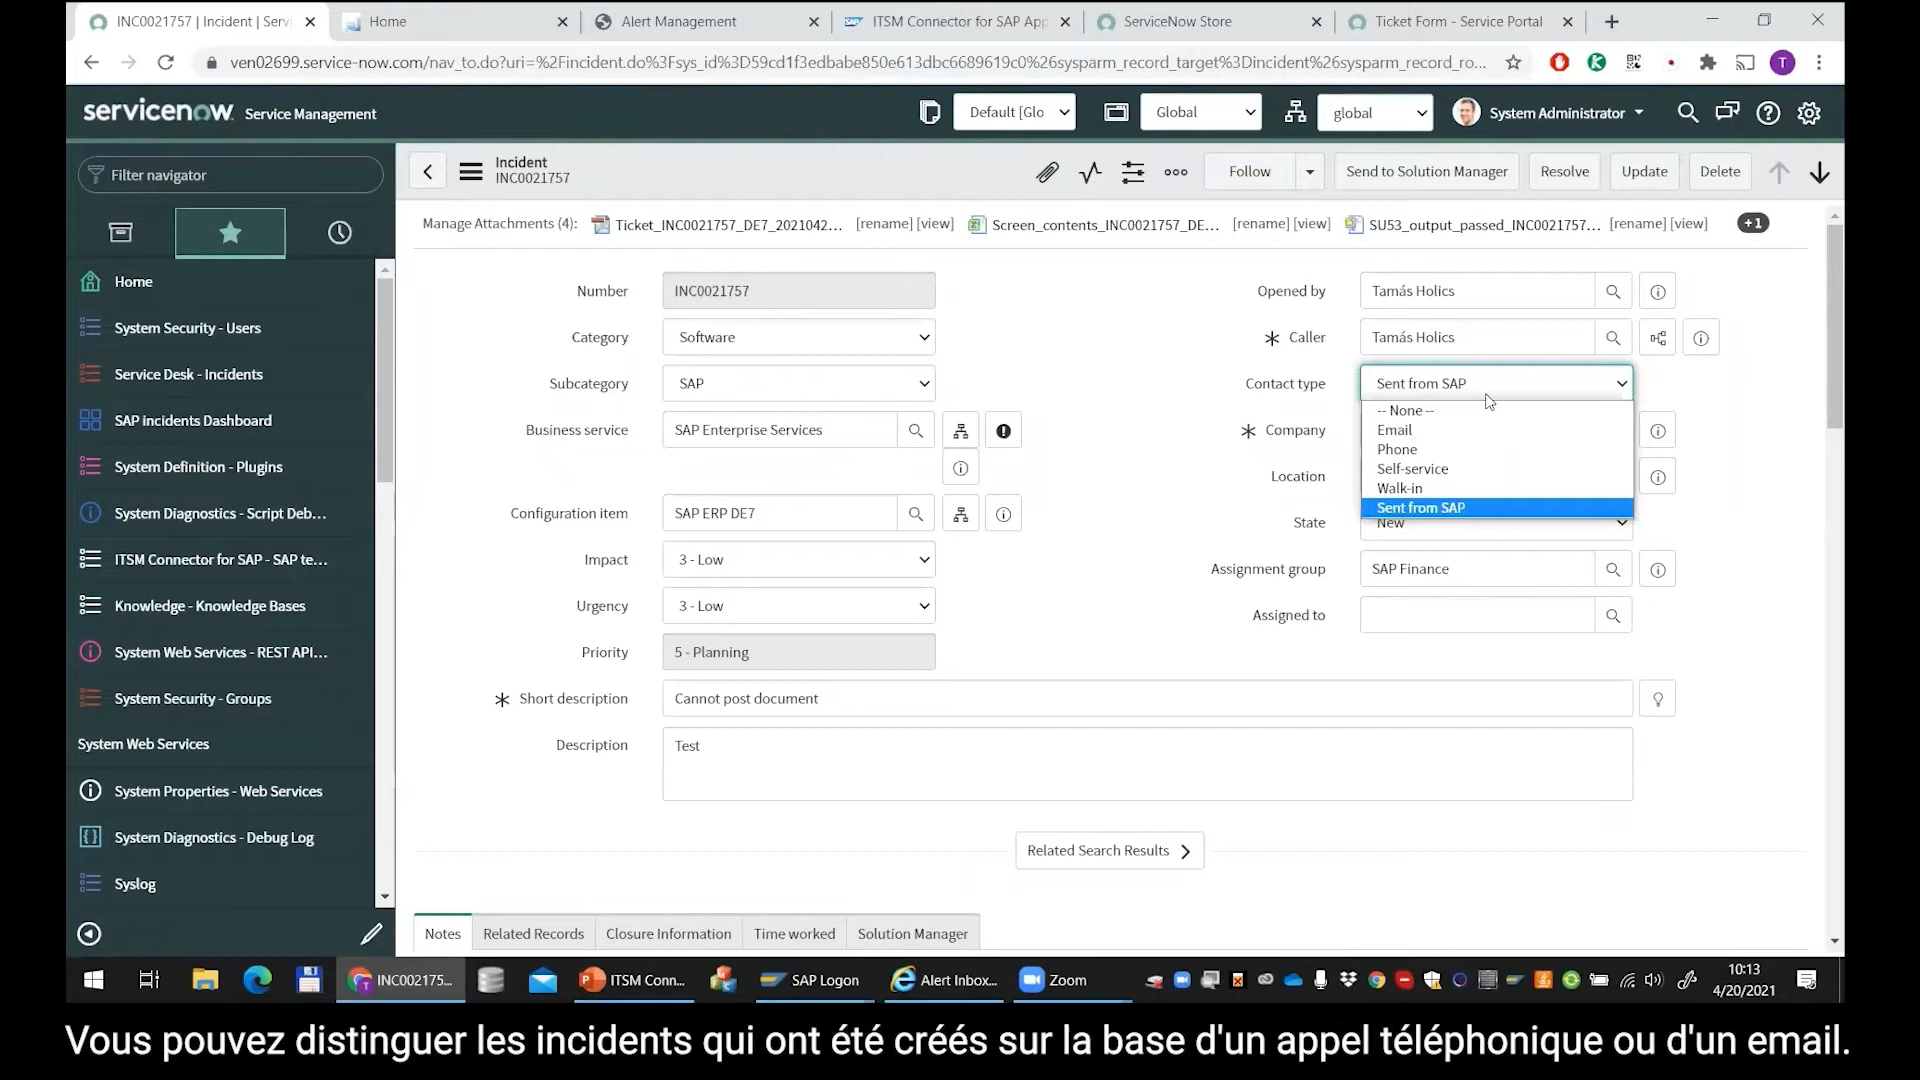 INC0021757 | Incident | Servi
Home
Alert Management
ITSM Connector for SAP App
ServiceNow Store
Ticket Form - Service Portal
ven02699.service-now.com/nav_to.do?uri=%2Fincident.do%3Fsys_id%3D59cd1f3edbabe850e613dbc6689619c0%26sysparm_record_target%3Dincident%26sysparm_record_ro...
T
servicenow. Service Management
Default [Glo
Global
global
System Administrator
Filter navigator
Incident
INC0021757
Follow
Send to Solution Manager
Resolve
Update
Delete
Manage Attachments (4):
Ticket_INC0021757_DE7_2021042...
[rename] [view]
Screen_contents_INC0021757_DE...
[rename] [view]
SU53_output_passed_INC0021757...
[rename] [view]
+1
Home
System Security - Users
Service Desk - Incidents
SAP incidents Dashboard
System Definition - Plugins
System Diagnostics - Script Deb...
ITSM Connector for SAP - SAP te...
Knowledge - Knowledge Bases
System Web Services - REST API...
System Security - Groups
System Web Services
System Properties - Web Services
System Diagnostics - Debug Log
Syslog
Number
INC0021757
Category
Software
Subcategory
SAP
Business service
SAP Enterprise Services
Configuration item
SAP ERP DE7
Impact
3 - Low
Urgency
3 - Low
Priority
5 - Planning
Short description
Cannot post document
Description
Test
Opened by
Tamás Holics
Caller
Tamás Holics
Contact type
Sent from SAP
-- None --
Email
Phone
Self-service
Walk-in
Sent from SAP
Company
Location
State
New
Assignment group
SAP Finance
Assigned to
Related Search Results
Notes
Related Records
Closure Information
Time worked
Solution Manager
INC002175...
ITSM Conn...
SAP Logon
Alert Inbox...
Zoom
10:13
4/20/2021
Vous pouvez distinguer les incidents qui ont été créés sur la base d'un appel téléphonique ou d'un email.